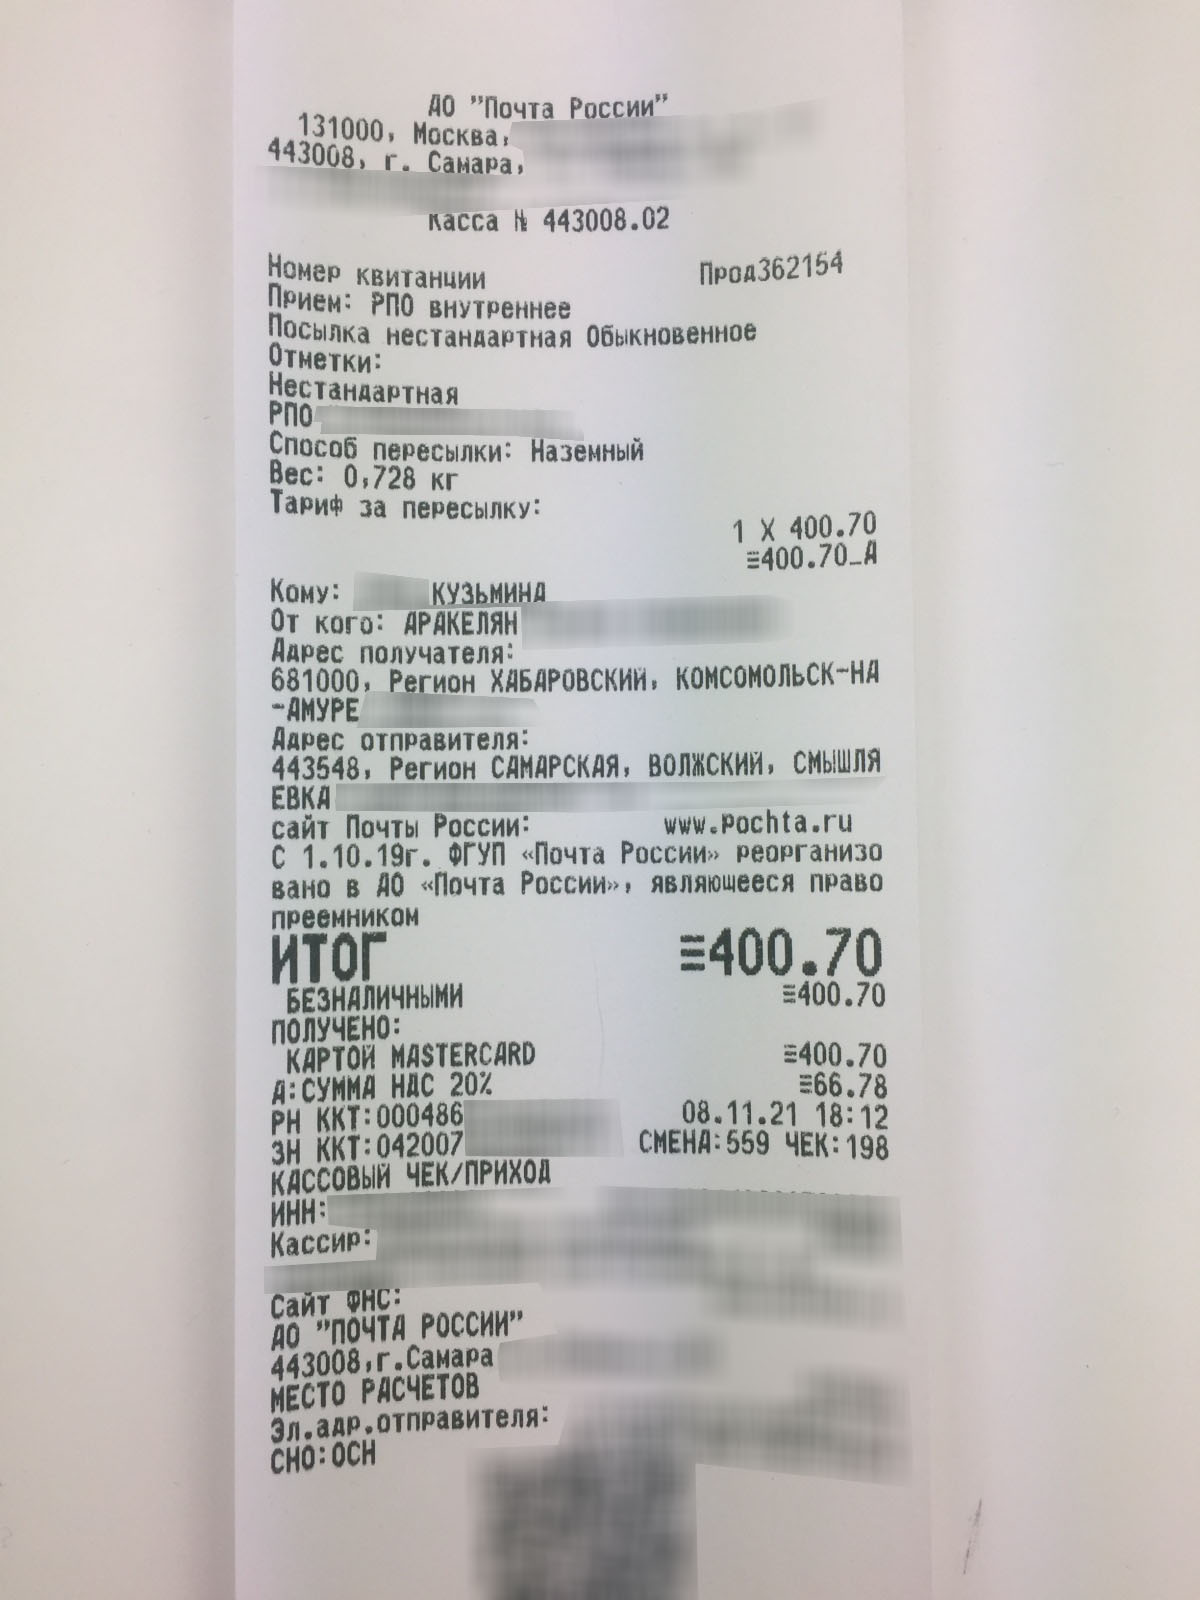 АО "Почта России"
131000, Москва,
443008, г. Самара,
Касса № 443008.02
Номер квитанции Прод362154
Прием: РПО внутреннее
Посылка нестандартная Обыкновенное
Отметки:
Нестандартная
РПО
Способ пересылки: Наземный
Вес: 0,728 кг
Тариф за пересылку:
1 X 400.70
≡400.70_А
Кому: КУЗЬМИНА
От кого: АРАКЕЛЯН
Адрес получателя:
681000, Регион ХАБАРОВСКИЙ, КОМСОМОЛЬСК-НА
-АМУРЕ
Адрес отправителя:
443548, Регион САМАРСКАЯ, ВОЛЖСКИЙ, СМЫШЛЯ
ЕВКА
сайт Почты России: www.pochta.ru
С 1.10.19г. ФГУП «Почта России» реорганизо
вано в АО «Почта России», являющееся право
преемником
ИТОГ ≡400.70
БЕЗНАЛИЧНЫМИ ≡400.70
ПОЛУЧЕНО:
КАРТОЙ MASTERCARD ≡400.70
А:СУММА НДС 20% ≡66.78
РН ККТ:000486 08.11.21 18:12
ЗН ККТ:042007 СМЕНА:559 ЧЕК:198
КАССОВЫЙ ЧЕК/ПРИХОД
ИНН:
Кассир:
Сайт ФНС:
АО "ПОЧТА РОССИИ"
443008,г.Самара
МЕСТО РАСЧЕТОВ
Эл.адр.отправителя:
СНО:ОСН